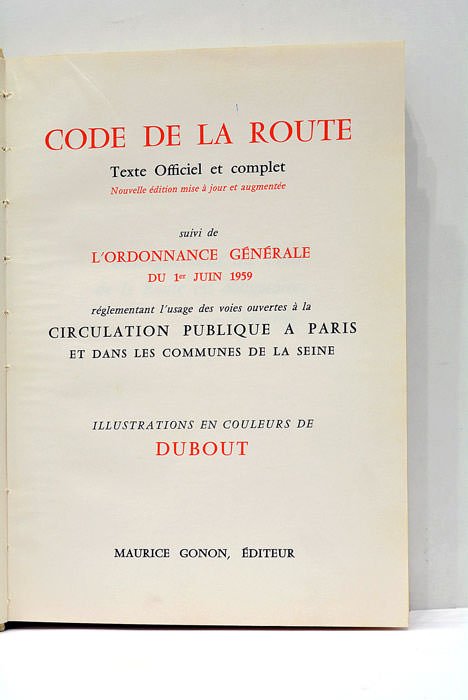 CODE DE LA ROUTE
Texte Officiel et complet
Nouvelle édition mise à jour et augmentée
suivi de
L'ORDONNANCE GÉNÉRALE
DU 1er JUIN 1959
réglementant l'usage des voies ouvertes à la
CIRCULATION PUBLIQUE A PARIS
ET DANS LES COMMUNES DE LA SEINE
ILLUSTRATIONS EN COULEURS DE
DUBOUT
MAURICE GONON, ÉDITEUR